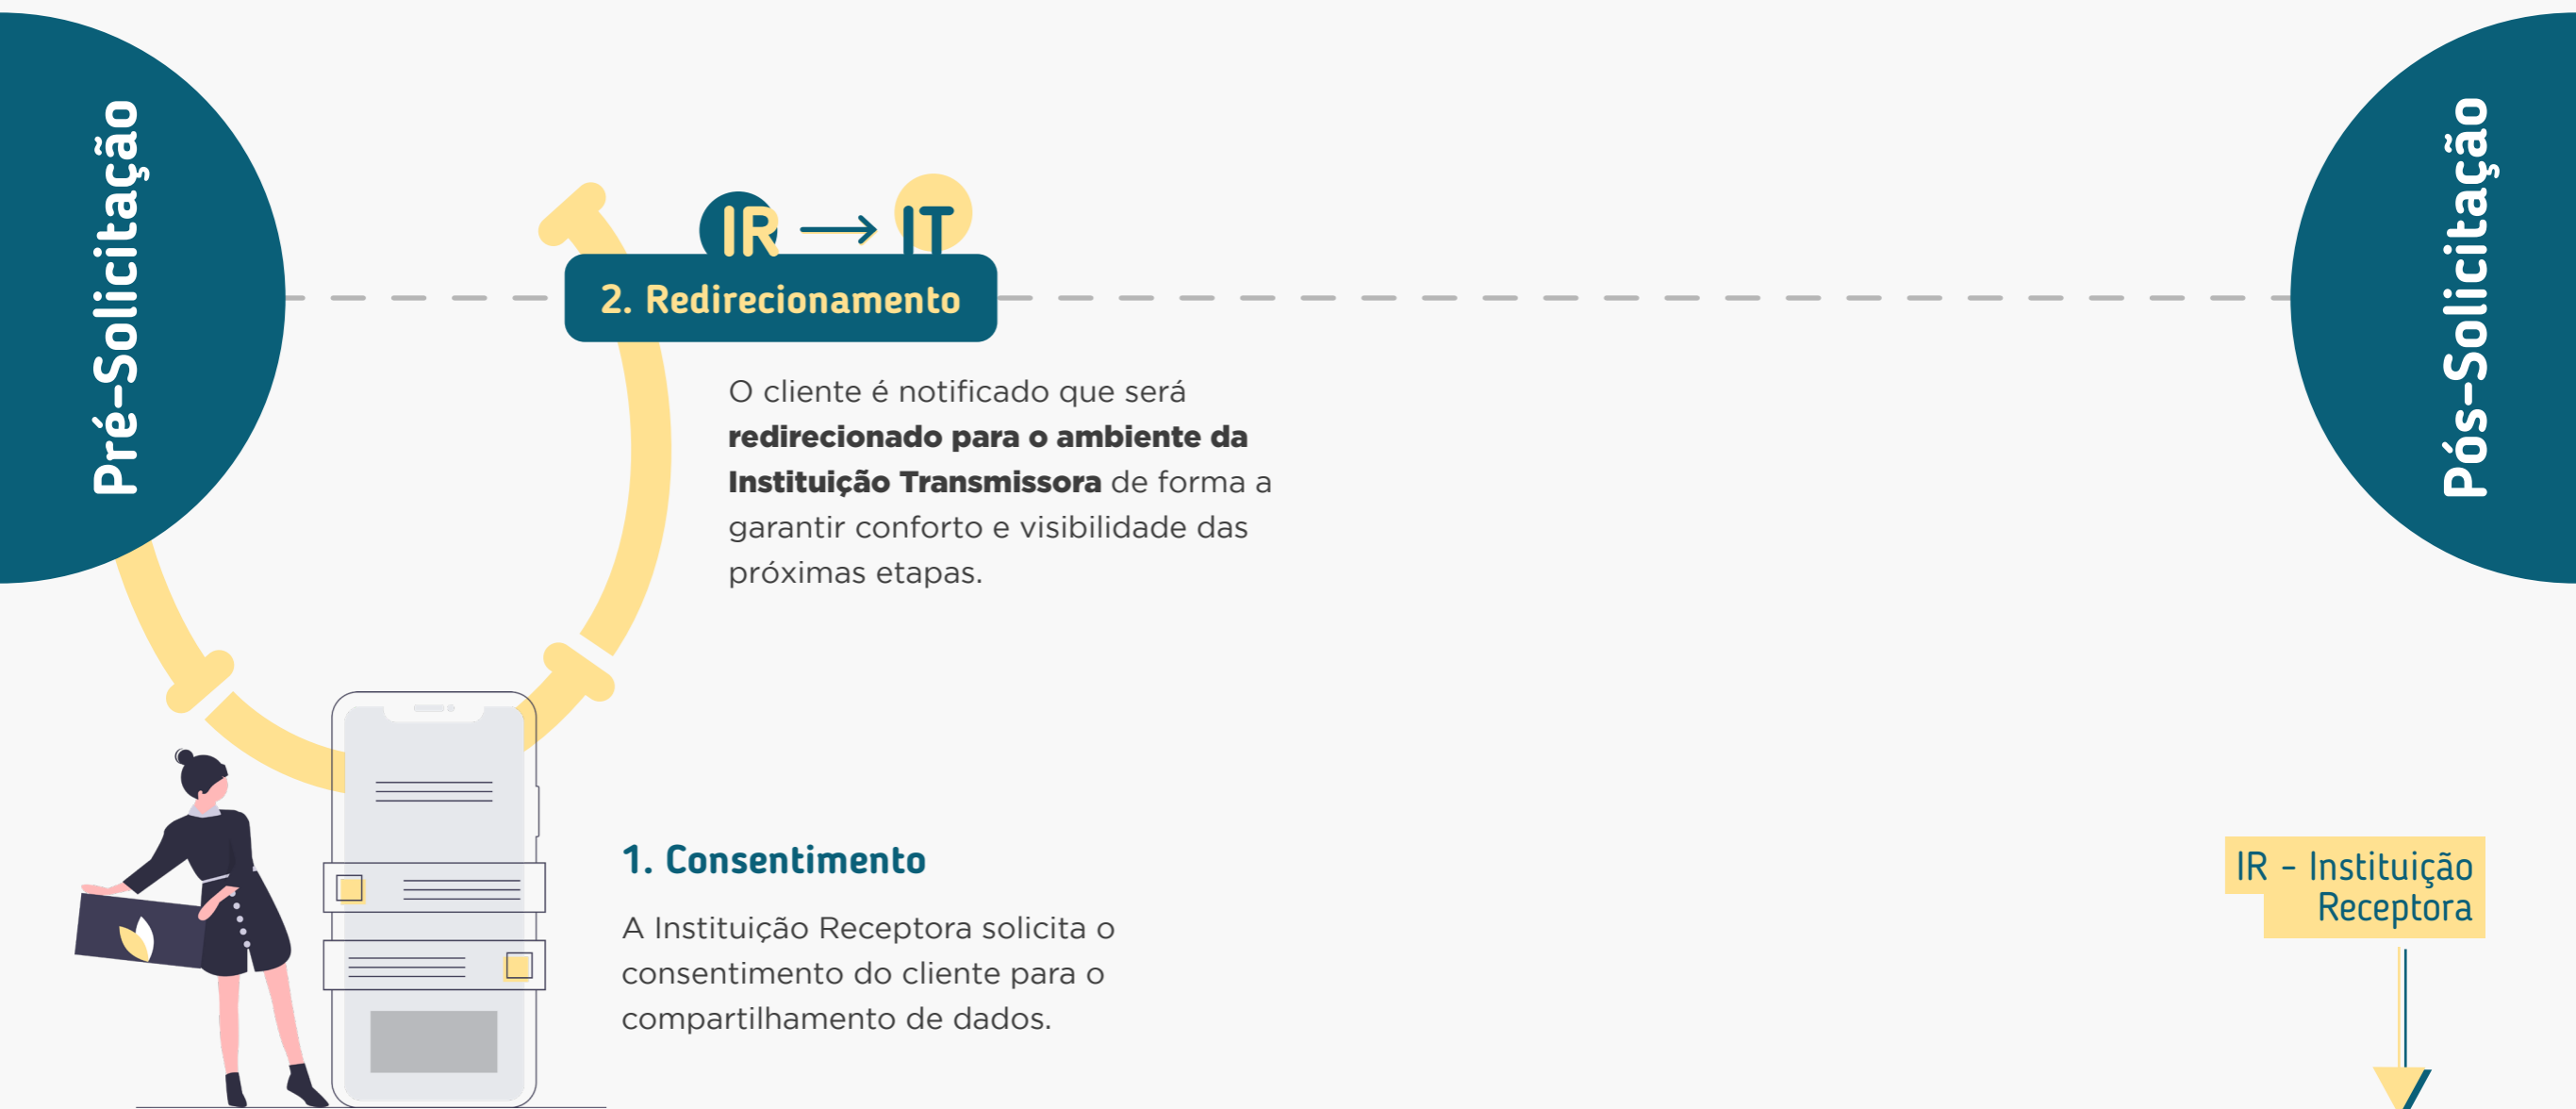 Pré-Solicitação
IR → IT
2. Redirecionamento
O cliente é notificado que será
redirecionado para o ambiente da
Instituição Transmissora de forma a
garantir conforto e visibilidade das
próximas etapas.
1. Consentimento
A Instituição Receptora solicita o
consentimento do cliente para o
compartilhamento de dados.
Pós-Solicitação
IR - Instituição
Receptora